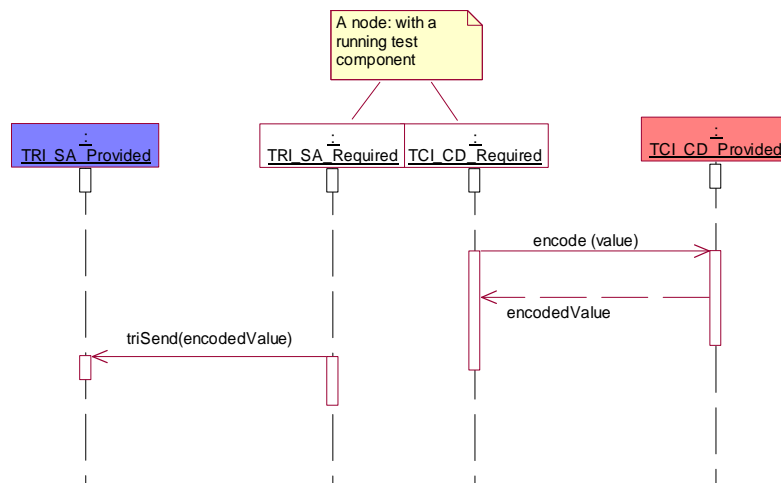 A node: with a
running test
component
:
TRI_SA_Provided
:
TRI_SA_Required
:
TCI_CD_Required
:
TCI_CD_Provided
encode (value)
encodedValue
triSend(encodedValue)